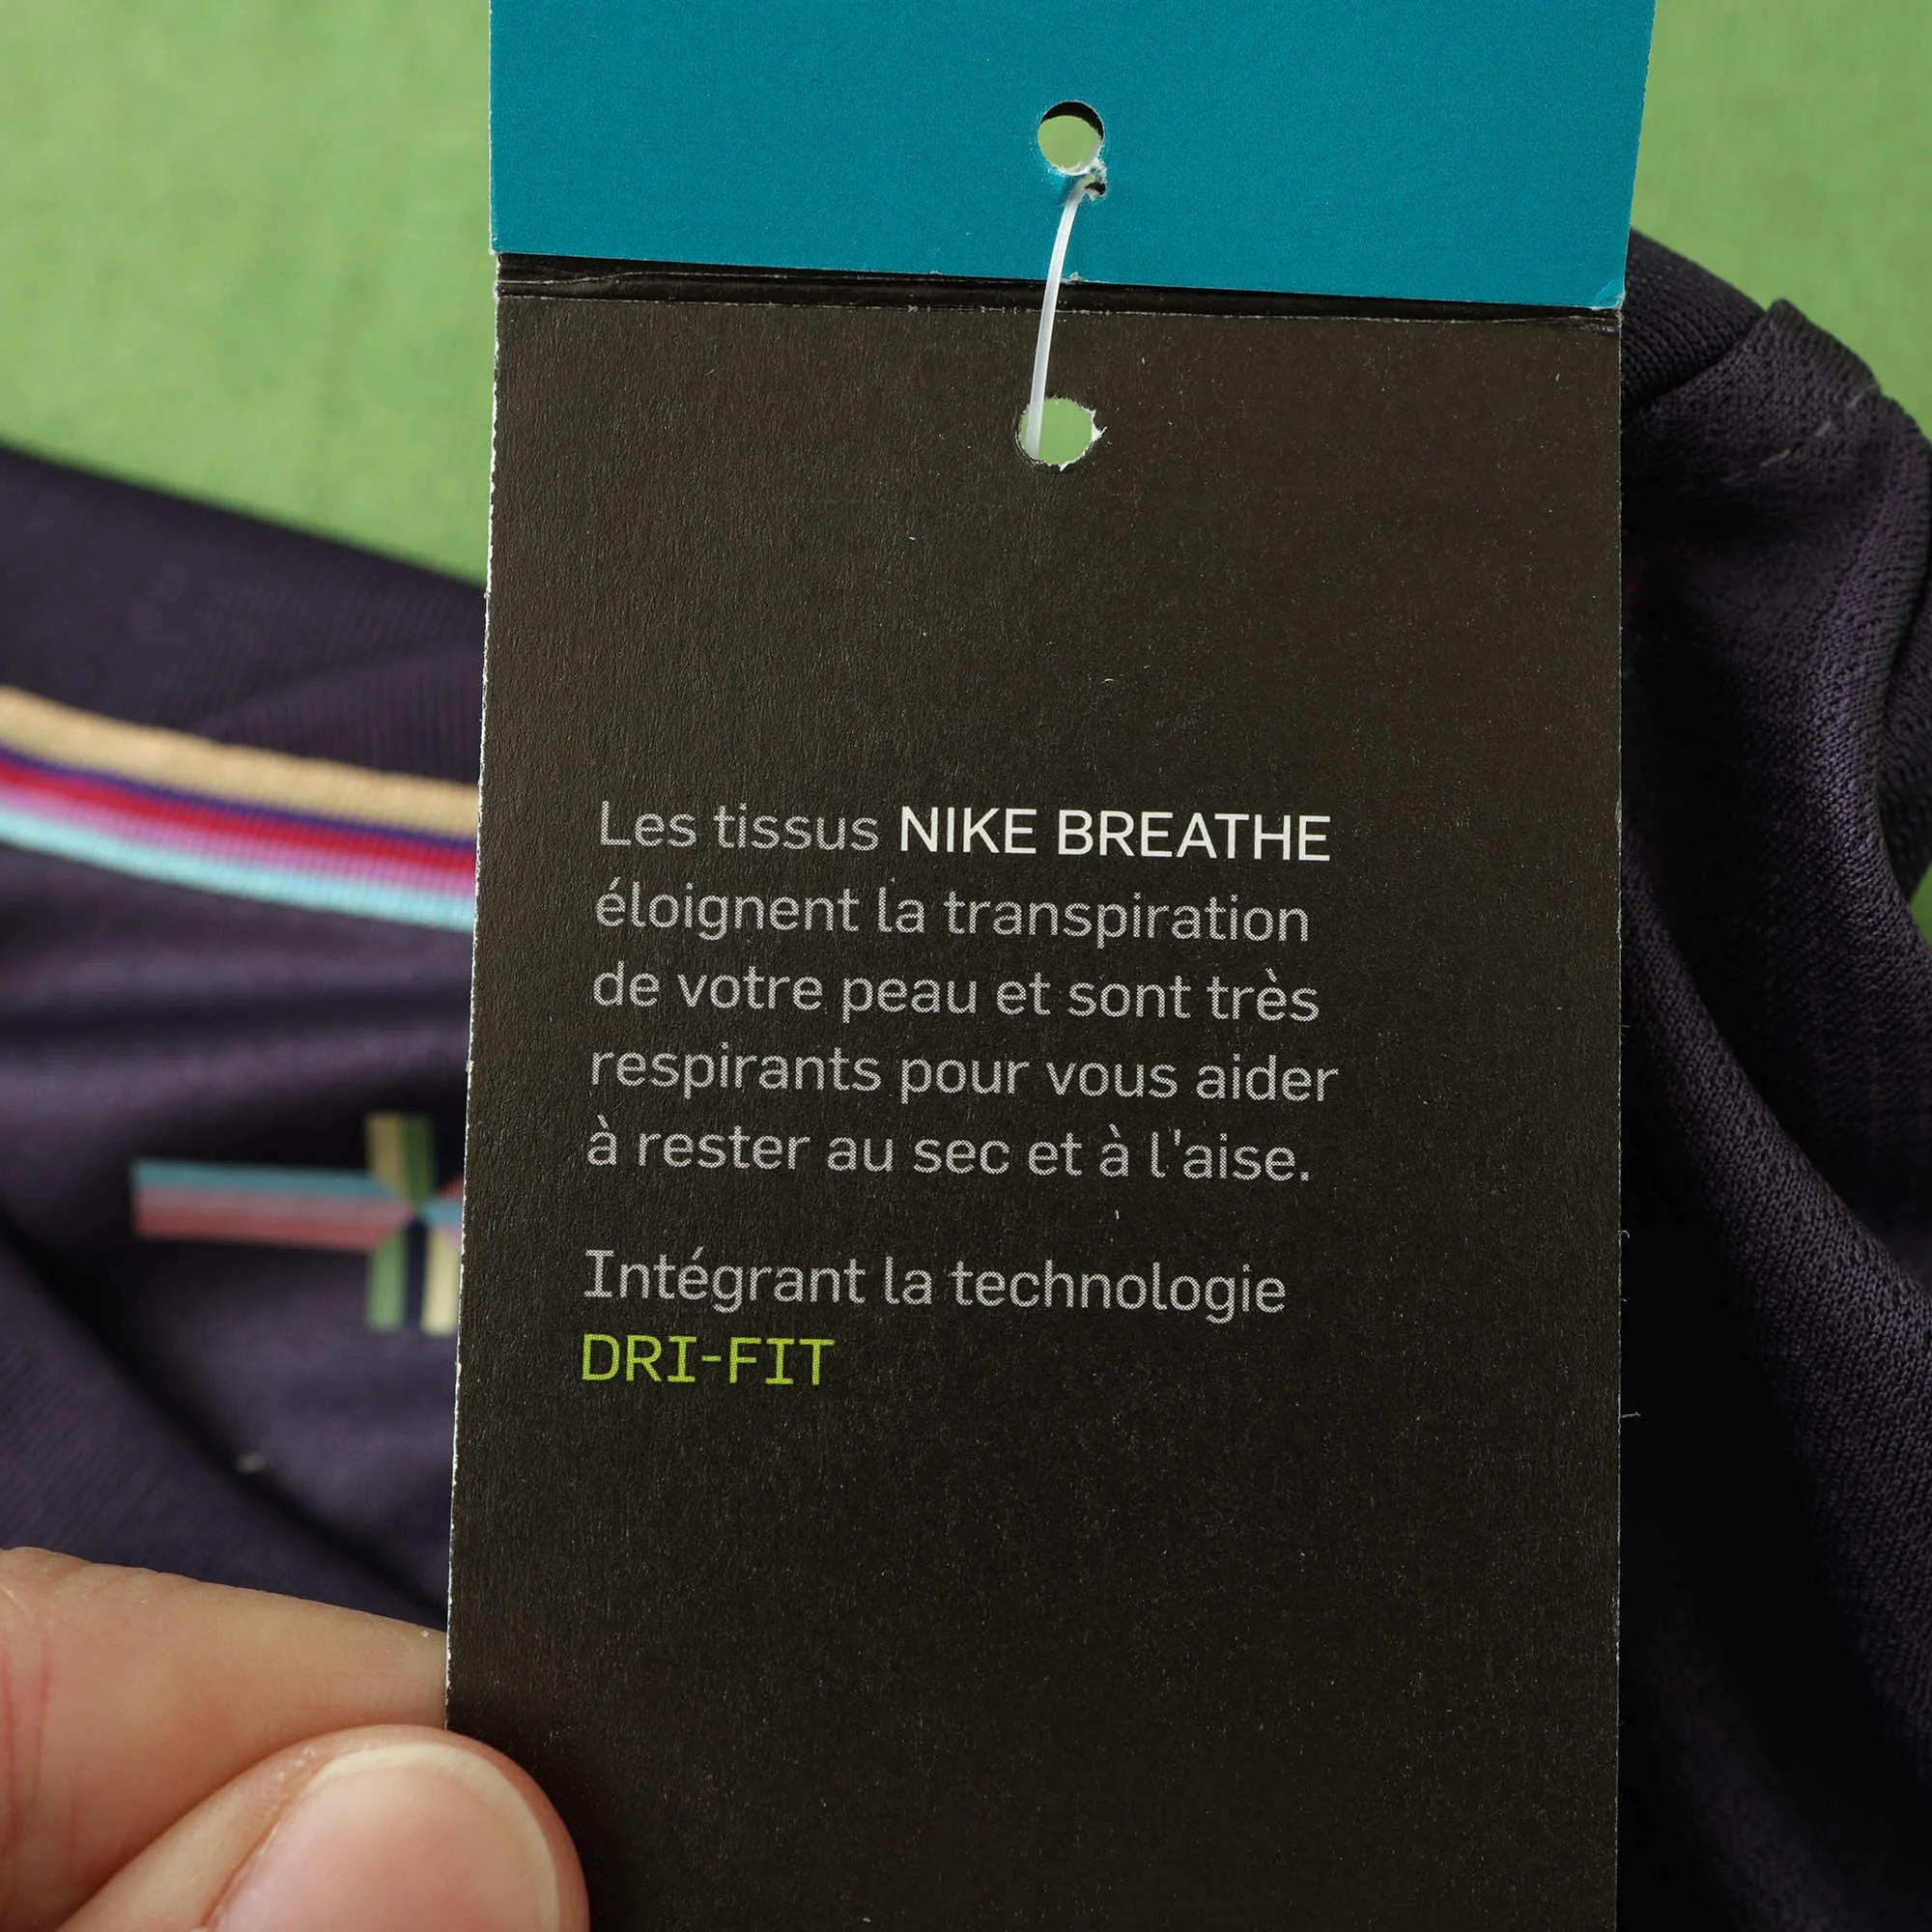 Les tissus NIKE BREATHE
éloignent la transpiration
de votre peau et sont très
respirants pour vous aider
à rester au sec et à l'aise.
Intégrant la technologie
DRI-FIT